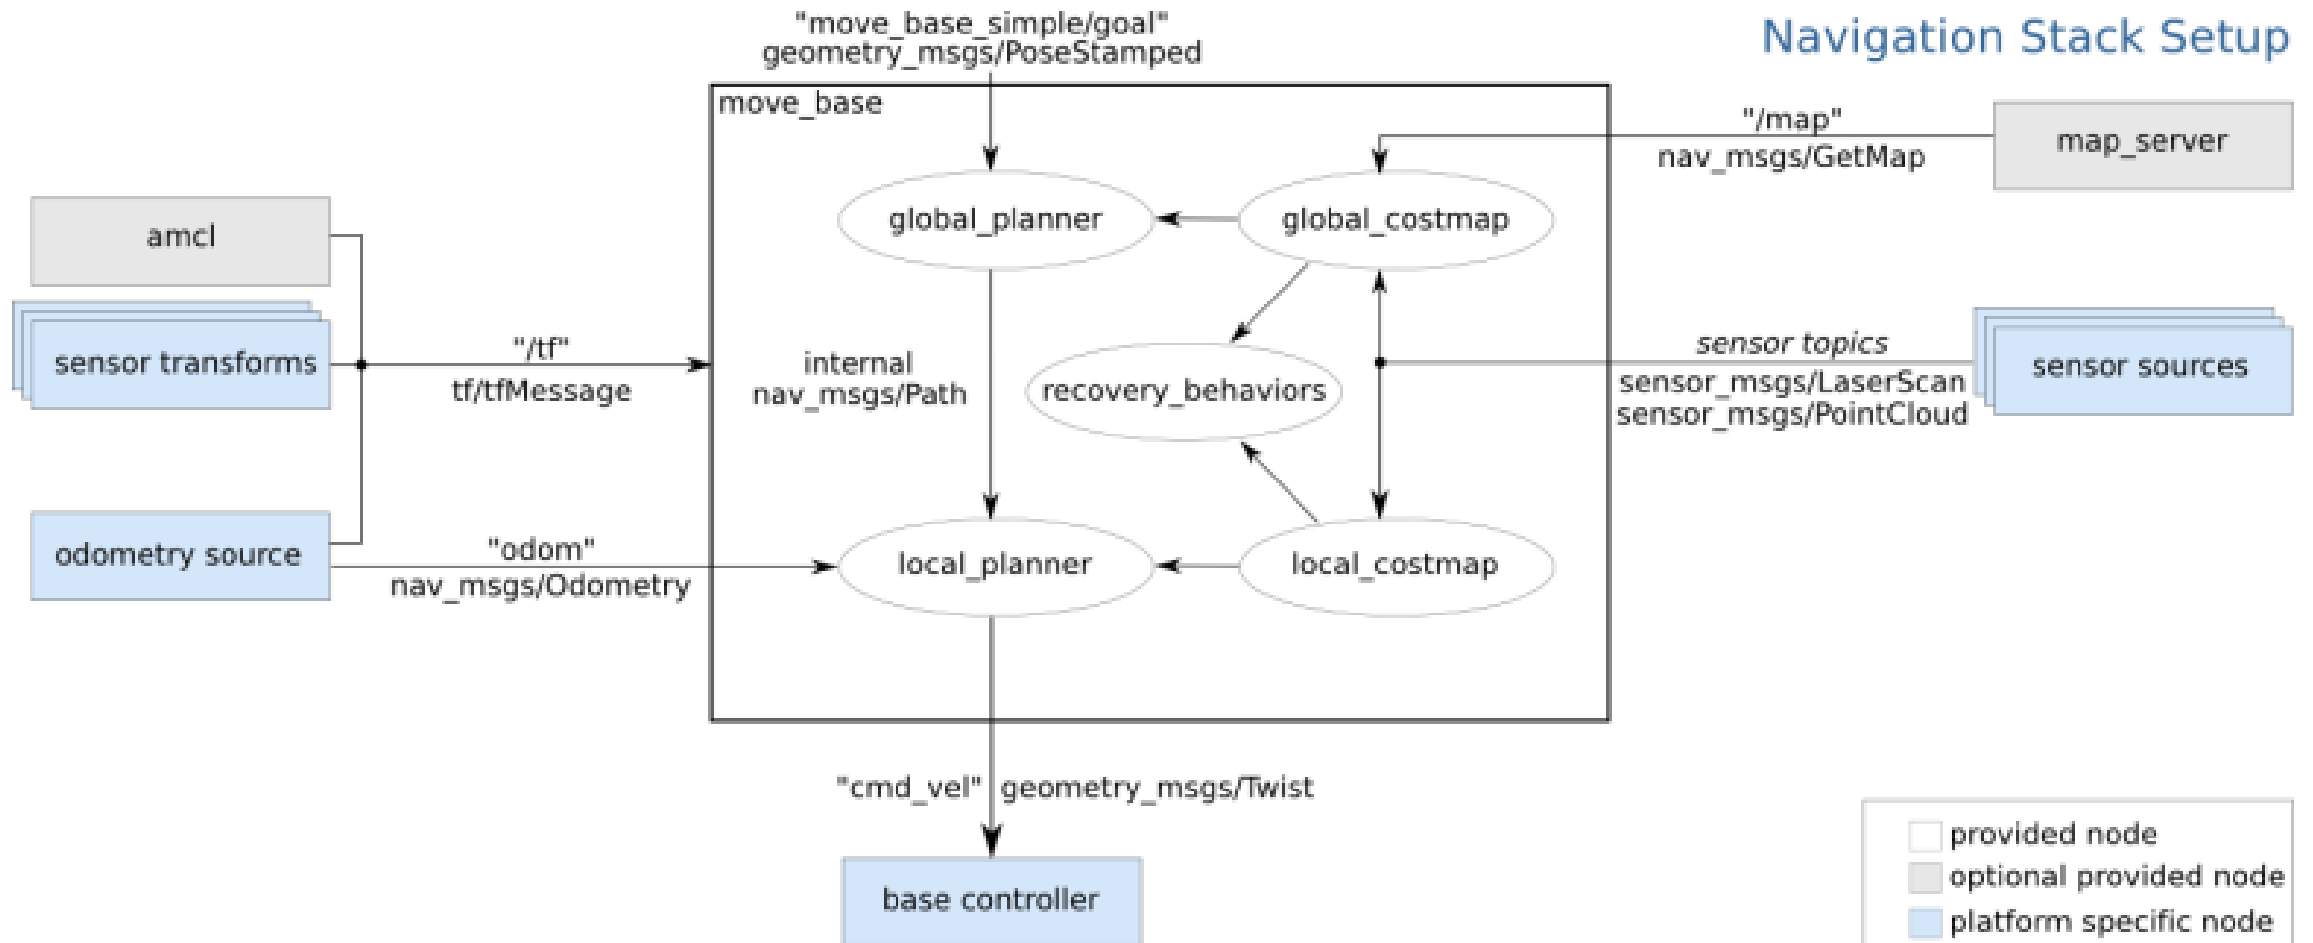 "move_base_simple/goal"
geometry_msgs/PoseStamped
Navigation Stack Setup
move_base
"/map"
nav_msgs/GetMap
map_server
amcl
global_planner
global_costmap
sensor transforms
"/tf"
tf/tfMessage
internal
nav_msgs/Path
recovery_behaviors
sensor topics
sensor_msgs/LaserScan
sensor_msgs/PointCloud
sensor sources
odometry source
"odom"
nav_msgs/Odometry
local_planner
local_costmap
"cmd_vel" geometry_msgs/Twist
base controller
provided node
optional provided node
platform specific node